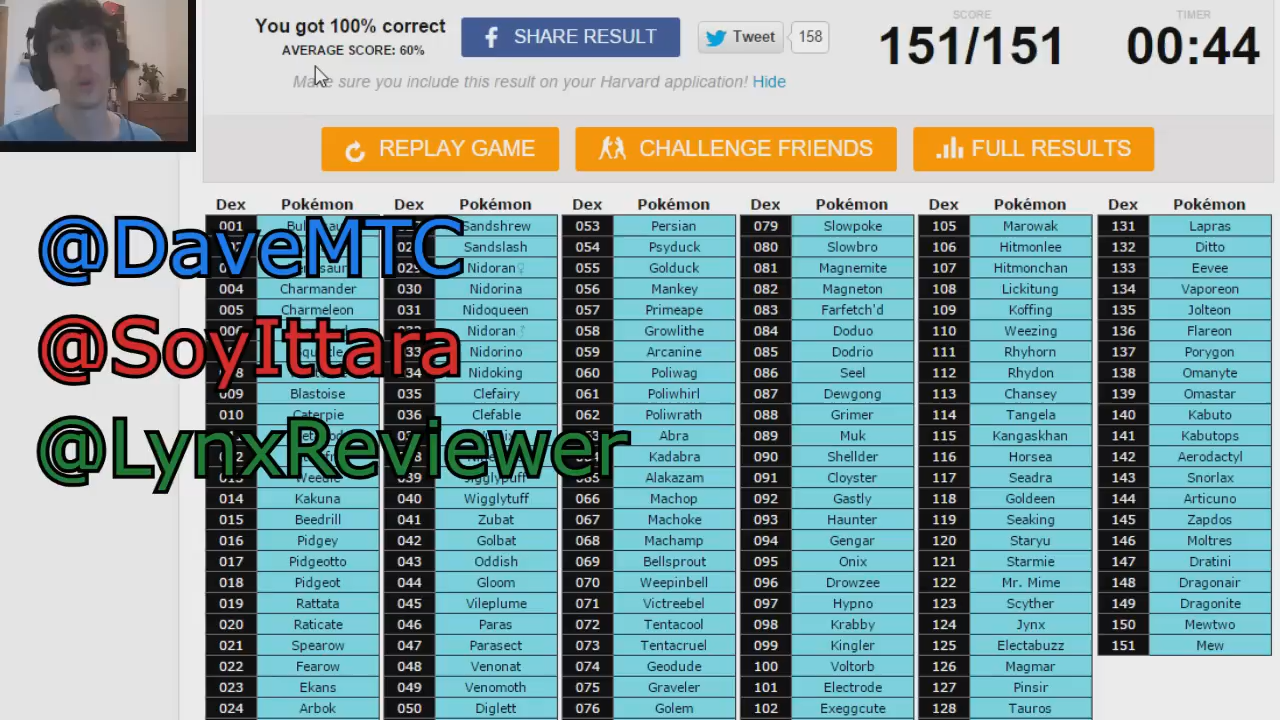 You got 100% correct
AVERAGE SCORE: 60%
SHARE RESULT
Tweet
158
SCORE
151/151
TIMER
00:44
sure you include this result on your Harvard application! Hide
REPLAY GAME
CHALLENGE FRIENDS
FULL RESULTS
@DaveMTC
@SoyIttara
@LynxReviewer
Dex Pokémon
001
004 Charmander
005 Charmeleon
009 Blastoise
010 Caterpie
Weedle
014 Kakuna
015 Beedrill
016 Pidgey
017 Pidgeotto
018 Pidgeot
019 Rattata
020 Raticate
021 Spearow
022 Fearow
023 Ekans
024 Arbok
Dex Pokémon
Sandshrew
Sandslash
029 Nidoran♀
030 Nidorina
031 Nidoqueen
Nidoran♂
Nidorino
034 Nidoking
035 Clefairy
036 Clefable
039 Jigglypuff
040 Wigglytuff
041 Zubat
042 Golbat
043 Oddish
044 Gloom
045 Vileplume
046 Paras
047 Parasect
048 Venonat
049 Venomoth
050 Diglett
Dex Pokémon
053 Persian
054 Psyduck
055 Golduck
056 Mankey
057 Primeape
058 Growlithe
059 Arcanine
060 Poliwag
061 Poliwhirl
062 Poliwrath
Abra
Kadabra
065 Alakazam
066 Machop
067 Machoke
068 Machamp
069 Bellsprout
070 Weepinbell
071 Victreebel
072 Tentacool
073 Tentacruel
074 Geodude
075 Graveler
076 Golem
Dex Pokémon
079 Slowpoke
080 Slowbro
081 Magnemite
082 Magneton
083 Farfetch'd
084 Doduo
085 Dodrio
086 Seel
087 Dewgong
088 Grimer
089 Muk
090 Shellder
091 Cloyster
092 Gastly
093 Haunter
094 Gengar
095 Onix
096 Drowzee
097 Hypno
098 Krabby
099 Kingler
100 Voltorb
101 Electrode
102 Exeggcute
Dex Pokémon
105 Marowak
106 Hitmonlee
107 Hitmonchan
108 Lickitung
109 Koffing
110 Weezing
111 Rhyhorn
112 Rhydon
113 Chansey
114 Tangela
115 Kangaskhan
116 Horsea
117 Seadra
118 Goldeen
119 Seaking
120 Staryu
121 Starmie
122 Mr. Mime
123 Scyther
124 Jynx
125 Electabuzz
126 Magmar
127 Pinsir
128 Tauros
Dex Pokémon
131 Lapras
132 Ditto
133 Eevee
134 Vaporeon
135 Jolteon
136 Flareon
137 Porygon
138 Omanyte
139 Omastar
140 Kabuto
141 Kabutops
142 Aerodactyl
143 Snorlax
144 Articuno
145 Zapdos
146 Moltres
147 Dratini
148 Dragonair
149 Dragonite
150 Mewtwo
151 Mew